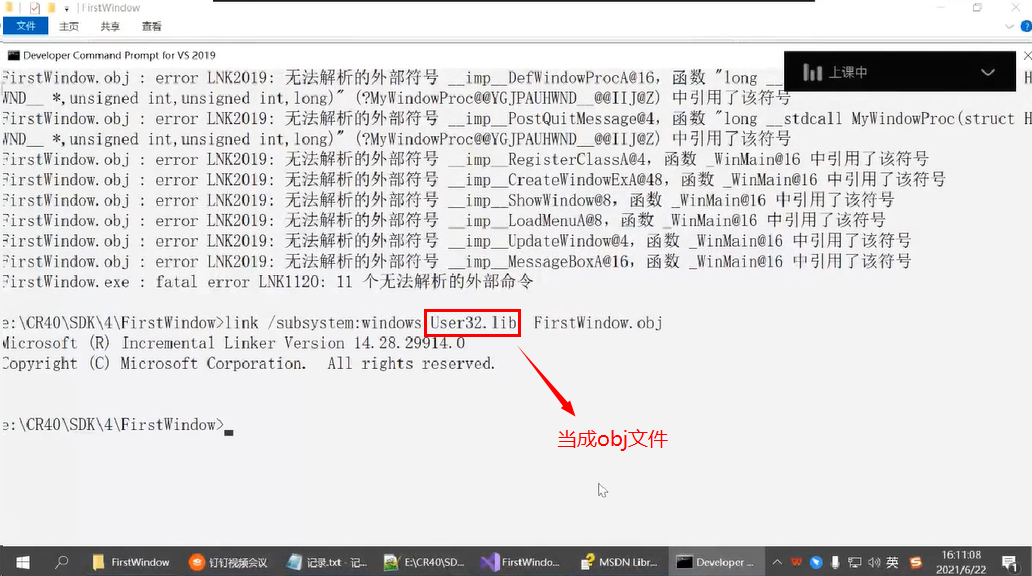 FirstWindow
文件 主页 共享 查看
Developer Command Prompt for VS 2019
上课中
FirstWindow.obj : error LNK2019: 无法解析的外部符号 __imp__DefWindowProcA@16，函数 "long __ H
WND__ *,unsigned int,unsigned int,long)" (?MyWindowProc@@YGJPAUHWND__@@IIJ@Z) 中引用了该符号
FirstWindow.obj : error LNK2019: 无法解析的外部符号 __imp__PostQuitMessage@4，函数 "long __stdcall MyWindowProc(struct H
WND__ *,unsigned int,unsigned int,long)" (?MyWindowProc@@YGJPAUHWND__@@IIJ@Z) 中引用了该符号
FirstWindow.obj : error LNK2019: 无法解析的外部符号 __imp__RegisterClassA@4，函数 _WinMain@16 中引用了该符号
FirstWindow.obj : error LNK2019: 无法解析的外部符号 __imp__CreateWindowExA@48，函数 _WinMain@16 中引用了该符号
FirstWindow.obj : error LNK2019: 无法解析的外部符号 __imp__ShowWindow@8，函数 _WinMain@16 中引用了该符号
FirstWindow.obj : error LNK2019: 无法解析的外部符号 __imp__LoadMenuA@8，函数 _WinMain@16 中引用了该符号
FirstWindow.obj : error LNK2019: 无法解析的外部符号 __imp__UpdateWindow@4，函数 _WinMain@16 中引用了该符号
FirstWindow.obj : error LNK2019: 无法解析的外部符号 __imp__MessageBoxA@16，函数 _WinMain@16 中引用了该符号
FirstWindow.exe : fatal error LNK1120: 11 个无法解析的外部命令
e:\CR40\SDK\4\FirstWindow>link /subsystem:windows User32.lib FirstWindow.obj
Microsoft (R) Incremental Linker Version 14.28.29914.0
Copyright (C) Microsoft Corporation.  All rights reserved.
e:\CR40\SDK\4\FirstWindow>
当成obj文件
FirstWindow 钉钉视频会议 记录.txt - 记... E:\CR40\SD... FirstWindo... MSDN Libr... Developer ... 英 16:11:08
2021/6/22